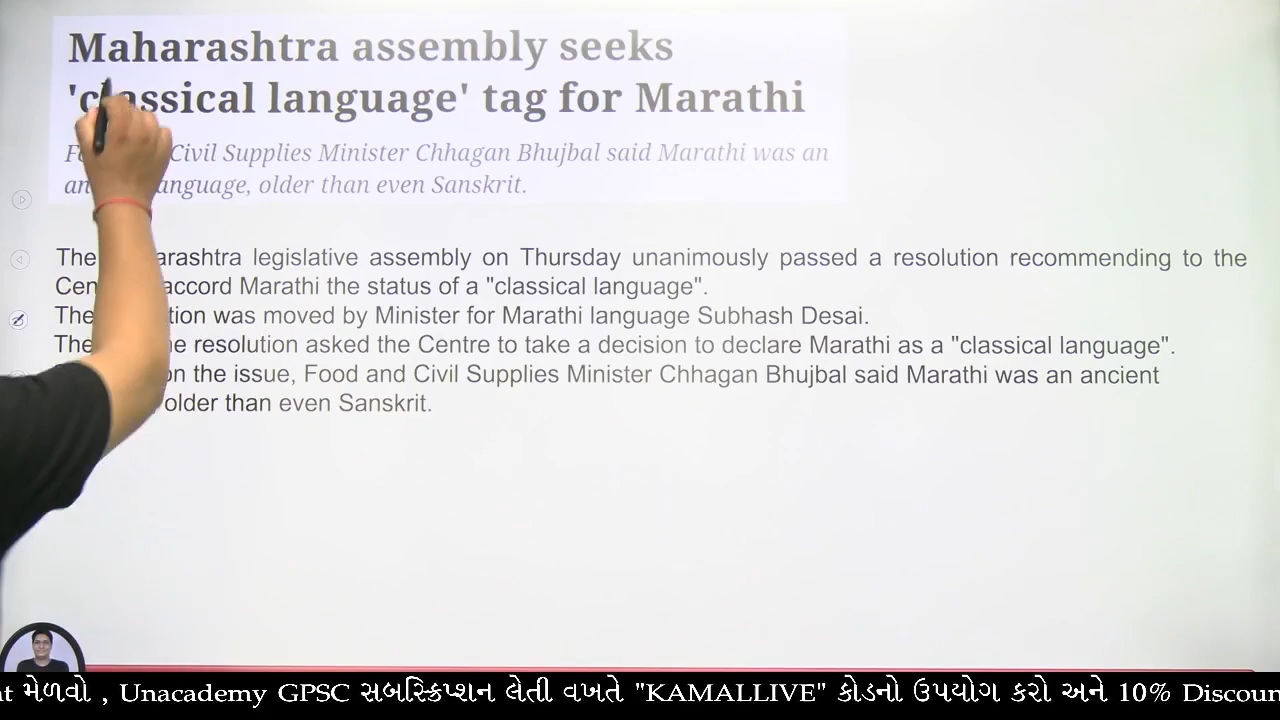 Maharashtra assembly seeks
'classical language' tag for Marathi
Civil Supplies Minister Chhagan Bhujbal said Marathi was an
language, older than even Sanskrit.
The legislative assembly on Thursday unanimously passed a resolution recommending to the
accord Marathi the status of a "classical language".
The was moved by Minister for Marathi language Subhash Desai.
The resolution asked the Centre to take a decision to declare Marathi as a "classical language".
on the issue, Food and Civil Supplies Minister Chhagan Bhujbal said Marathi was an ancient
older than even Sanskrit.
મેળવો , Unacademy GPSC સબસ્ક્રિપ્શન લેતી વખતે "KAMALLIVE" કોડનો ઉપયોગ કરો અને 10% Discoun